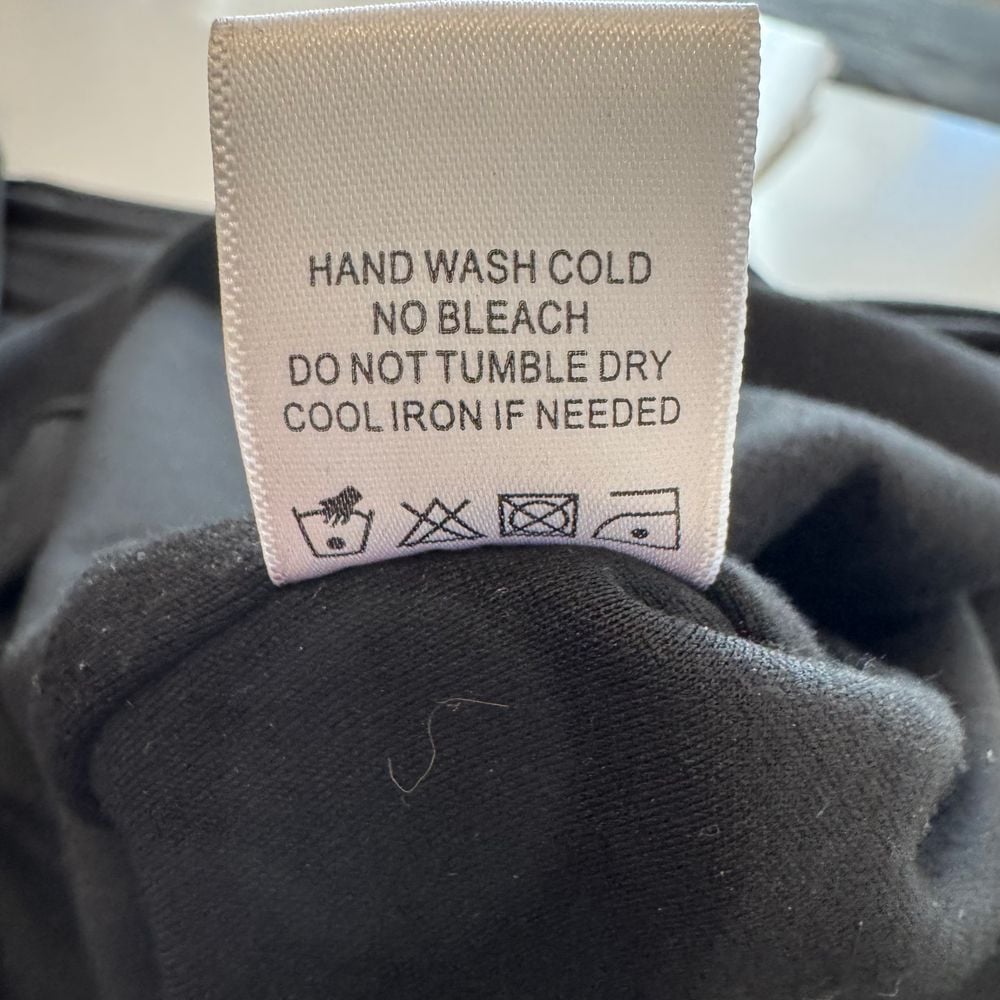 HAND WASH COLD
NO BLEACH
DO NOT TUMBLE DRY
COOL IRON IF NEEDED